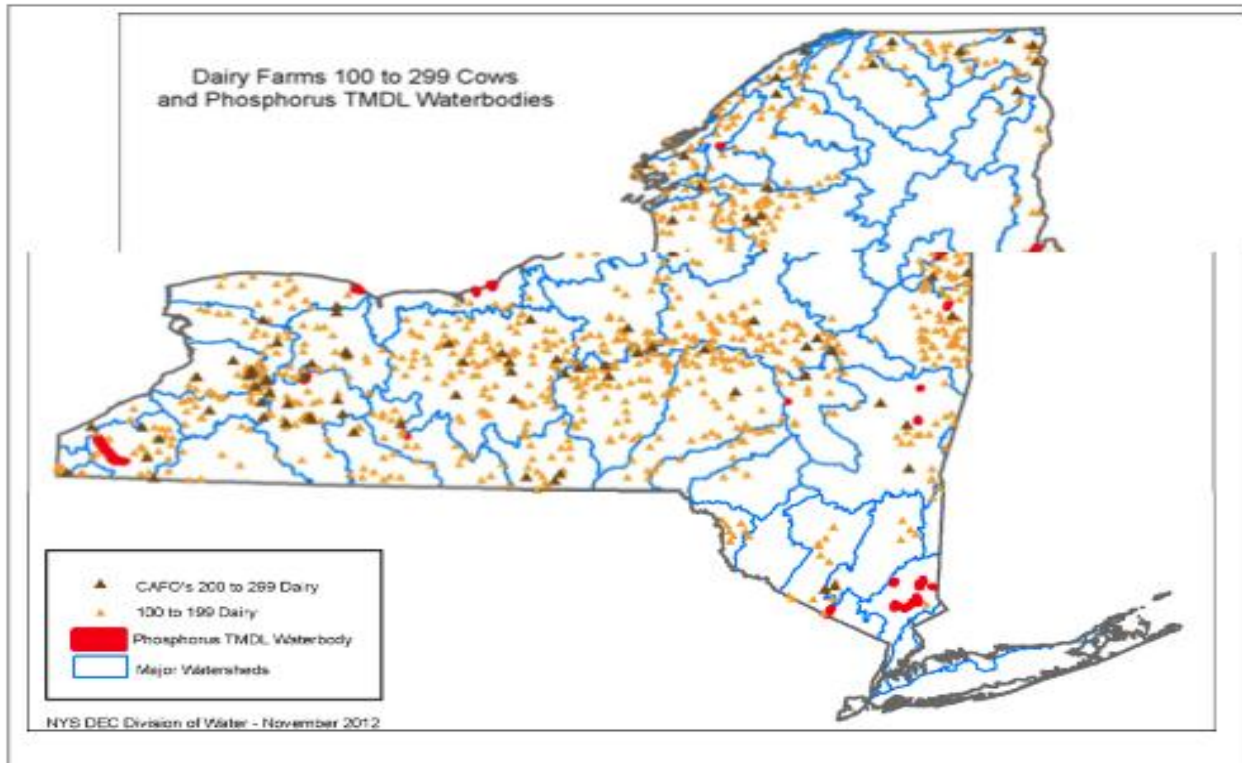 Dairy Farms 100 to 299 Cows
and Phosphorus TMDL Waterbodies
CAFO's 200 to 299 Dairy
100 to 199 Dairy
Phosphorus TMDL Waterbody
Major Watersheds
NYS DEC Division of Water - November 2012